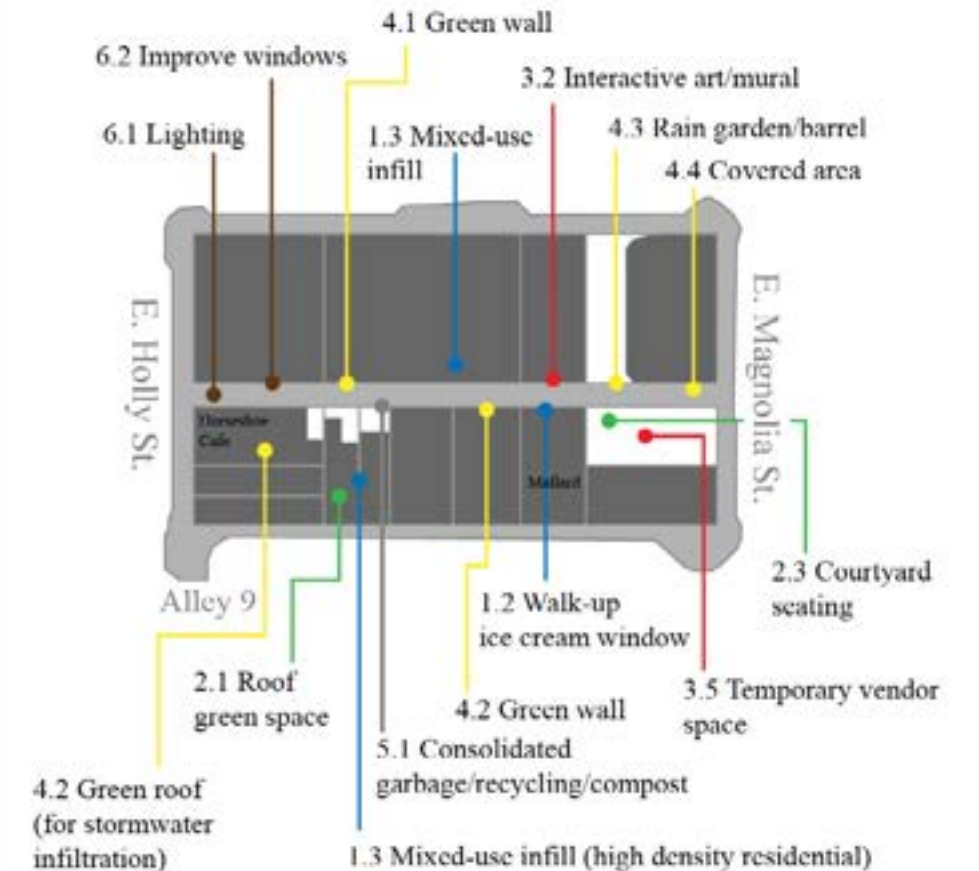 4.1 Green wall
6.2 Improve windows
3.2 Interactive art/mural
6.1 Lighting
1.3 Mixed-use
infill
4.3 Rain garden/barrel
4.4 Covered area
E. Holly St.
E. Magnolia St.
Horseshoe
Cafe
Mallard
Alley 9
2.3 Courtyard
seating
1.2 Walk-up
ice cream window
2.1 Roof
green space
3.5 Temporary vendor
space
4.2 Green wall
5.1 Consolidated
garbage/recycling/compost
4.2 Green roof
(for stormwater
infiltration)
1.3 Mixed-use infill (high density residential)